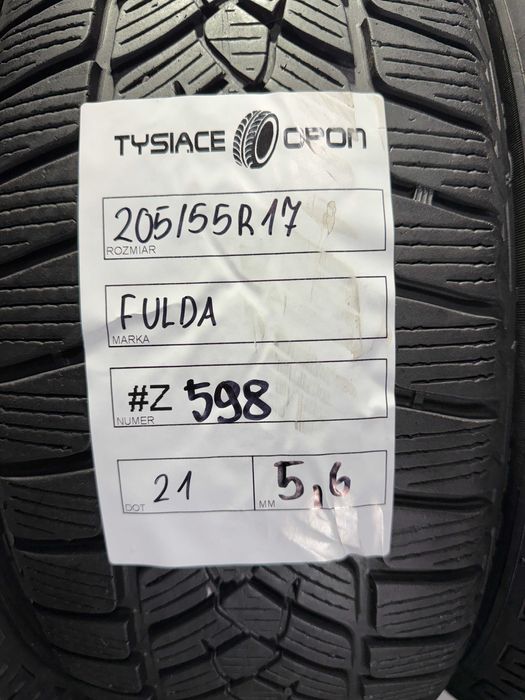 TYSIACE OPON
205/55R17
ROZMIAR
FULDA
MARKA
#Z 598
NUMER
21
DOT
5,6
MM